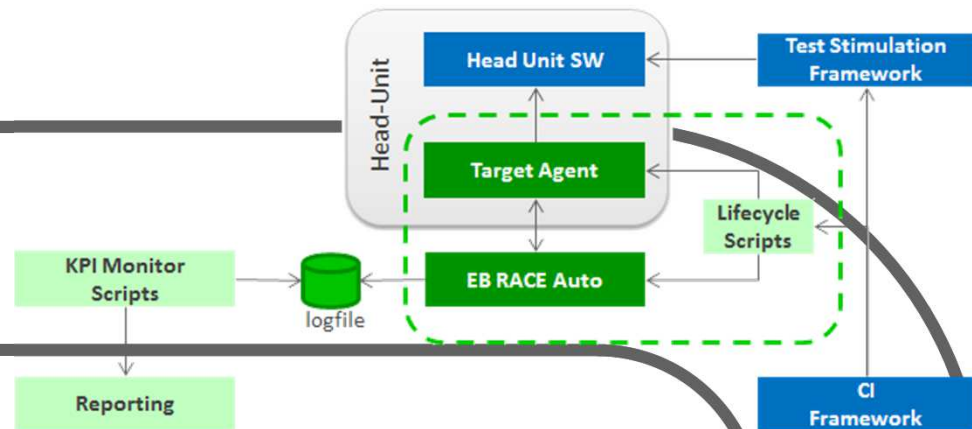 Head Unit SW
Test Stimulation
Framework
Head-Unit
Target Agent
Lifecycle
Scripts
KPI Monitor
Scripts
EB RACE Auto
logfile
Reporting
CI
Framework